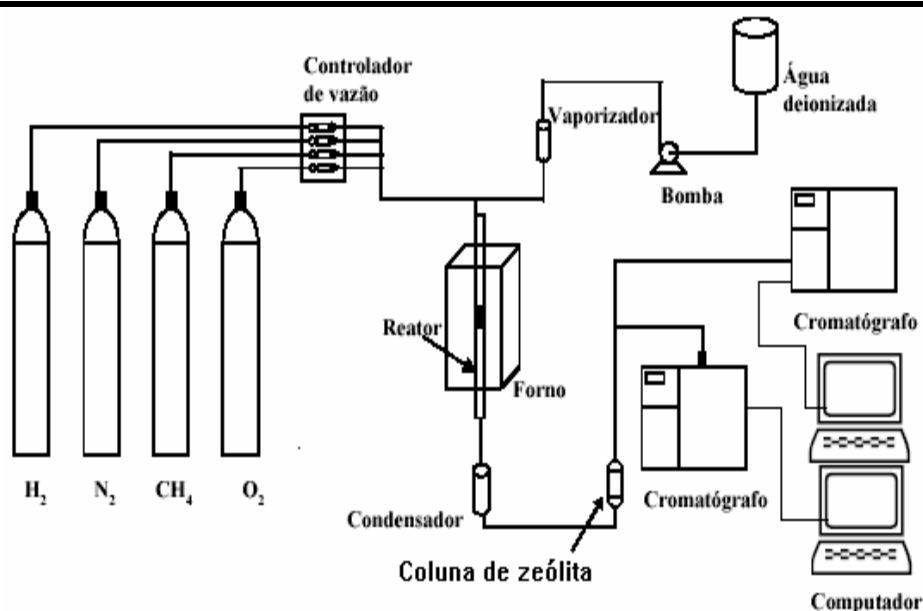 Controlador
de vazão
Vaporizador
Água
deionizada
Bomba
Reator
Forno
Cromatógrafo
H2
N2
CH4
O2
Condensador
Cromatógrafo
Coluna de zeólita
Computador